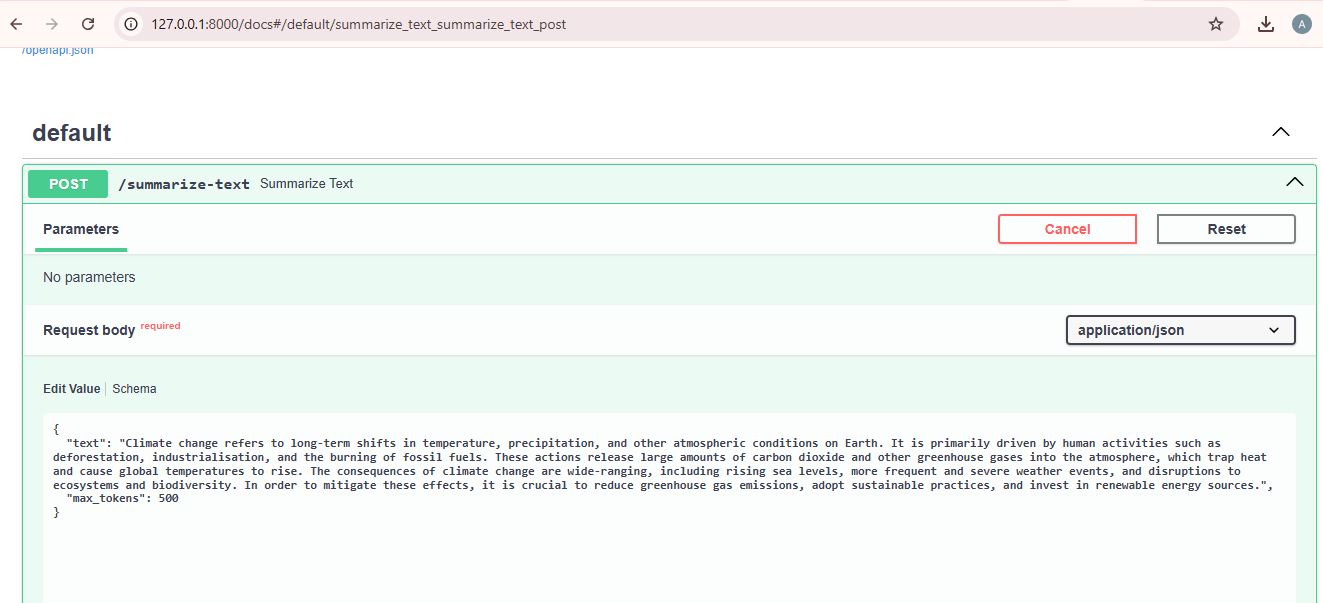 127.0.0.1:8000/docs#/default/summarize_text_summarize_text_post
A
/openapi.json
default
POST /summarize-text Summarize Text
Parameters Cancel Reset
No parameters
Request body required application/json
Edit Value Schema
{
"text": "Climate change refers to long-term shifts in temperature, precipitation, and other atmospheric conditions on Earth. It is primarily driven by human activities such as
deforestation, industrialisation, and the burning of fossil fuels. These actions release large amounts of carbon dioxide and other greenhouse gases into the atmosphere, which trap heat
and cause global temperatures to rise. The consequences of climate change are wide-ranging, including rising sea levels, more frequent and severe weather events, and disruptions to
ecosystems and biodiversity. In order to mitigate these effects, it is crucial to reduce greenhouse gas emissions, adopt sustainable practices, and invest in renewable energy sources.",
"max_tokens": 500
}